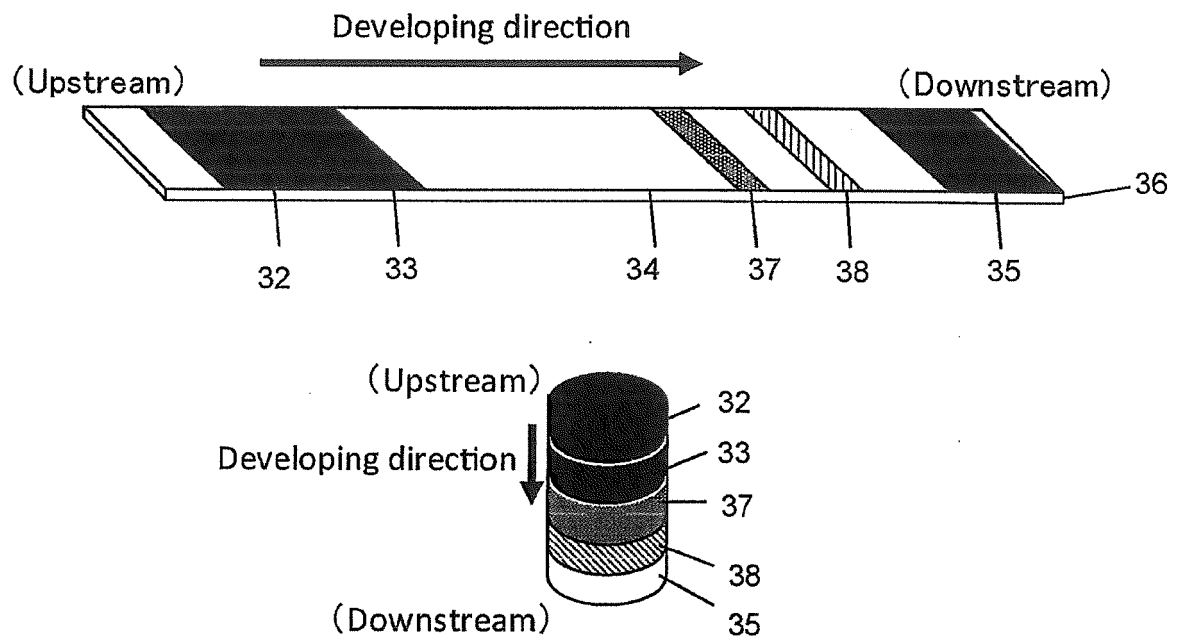 Developing direction
(Upstream)
(Downstream)
36
32
33
34
37
38
35
(Upstream)
32
Developing direction
33
37
38
35
(Downstream)